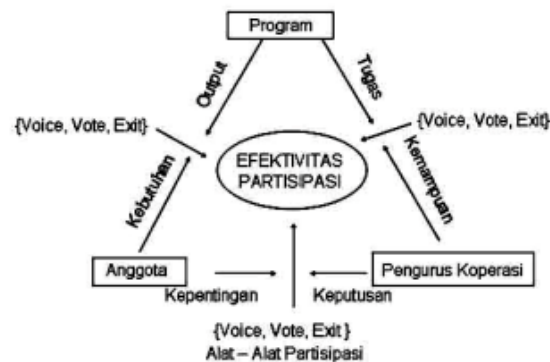 Program
Output
Tugas
{Voice, Vote, Exit}
{Voice, Vote, Exit}
EFEKTIVITAS
PARTISIPASI
Kebutuhan
Kemampuan
Anggota
Pengurus Koperasi
Kepentingan
Keputusan
{Voice, Vote, Exit }
Alat – Alat Partisipasi